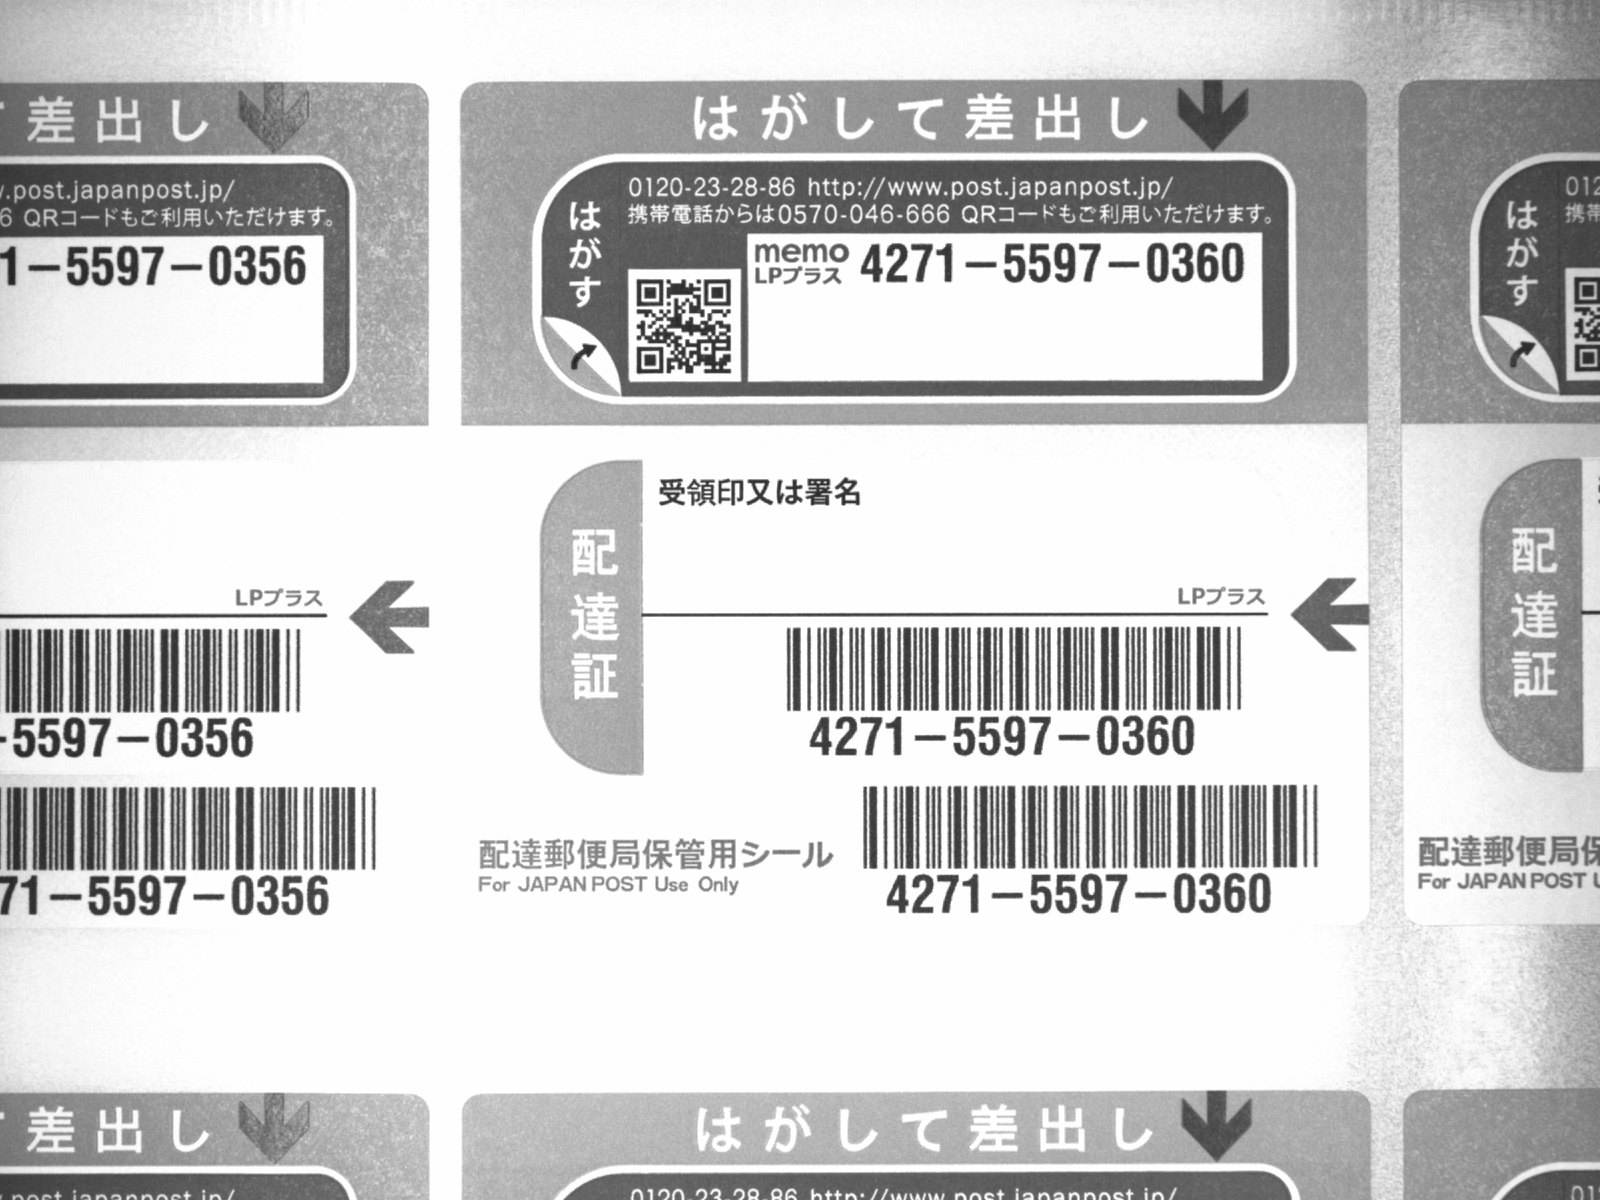 て差出し
w.post.japanpost.jp/
6 QRコードもご利用いただけます。
1-5597-0356
LPプラス
-5597-0356
71-5597-0356
はがして差出し
はがす
0120-23-28-86 http://www.post.japanpost.jp/
携帯電話からは0570-046-666 QRコードもご利用いただけます。
memo
LPプラス
4271-5597-0360
配達証
受領印又は署名
LPプラス
4271-5597-0360
配達郵便局保管用シール
For JAPAN POST Use Only
4271-5597-0360
はがす
012
携帯
配達証
配達郵便局保
For JAPAN POST U
て差出し
w.post.japanpost.jp/
はがして差出し
0120-23-28-86 http://www.post.japanpost.jp/